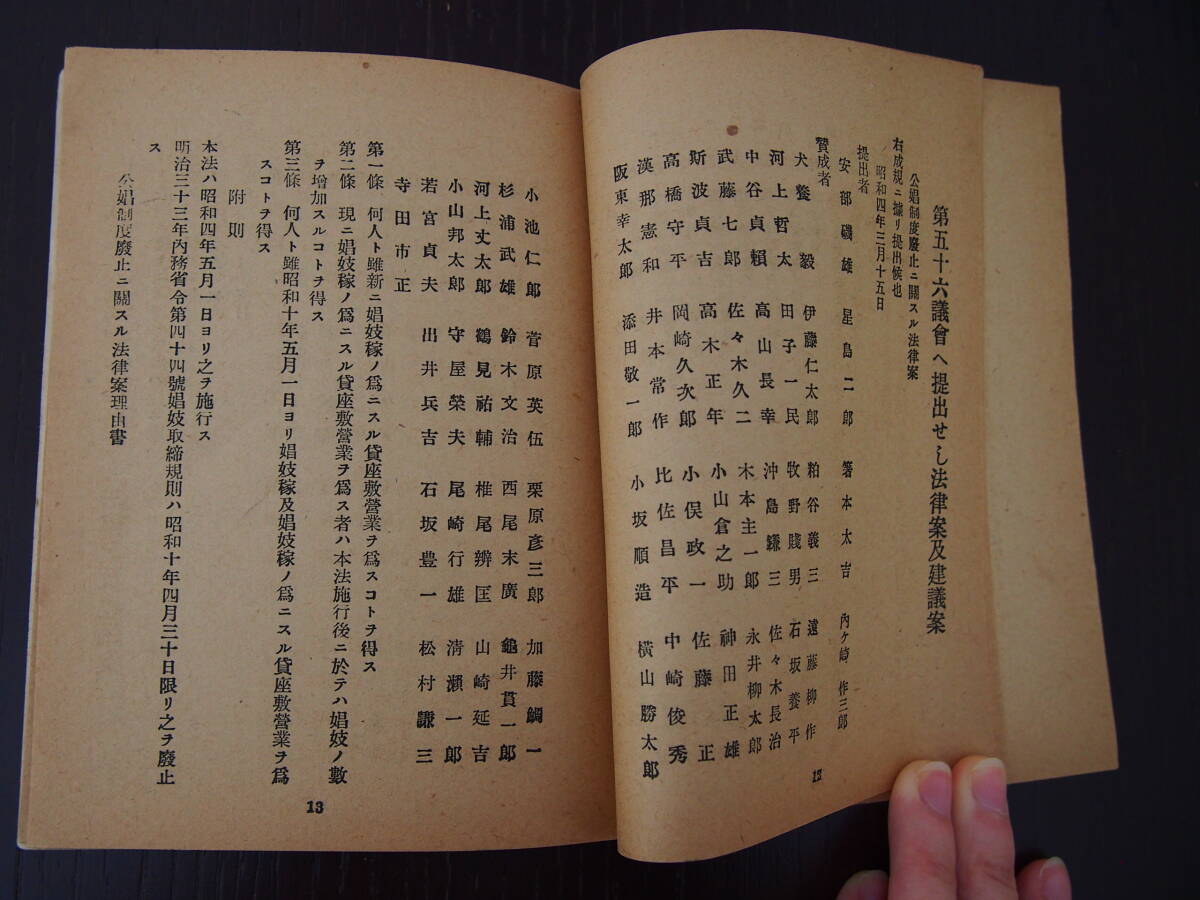 第五十六議會ヘ提出せし法律案及建議案
公娼制度廢止ニ關スル法律案
右成規ニ據リ提出候也
昭和四年三月十五日
提出者
安部磯雄　星島二郎　箸本太吉　內ケ崎作三郎
贊成者
犬養毅　伊藤仁太郎　粕谷義三　遠藤柳作
河上哲太　田子一民　牧野賤男　石坂養平
中谷貞賴　高山長幸　沖島鎌三　佐々木長治
武藤七郎　佐々木久二　木本主一郎　永井柳太郎
斯波貞吉　高木正年　小山倉之助　神田正雄
高橋守平　岡崎久次郎　小俣政一　佐藤正
漢那憲和　井本常作　比佐昌平　中崎俊秀
阪東幸太郎　添田敬一郎　小坂順造　橫山勝太郎
12
小池仁郎　菅原英伍　栗原彥三郎　加藤鯛一
杉浦武雄　鈴木文治　西尾末廣　龜井貫一郎
河上丈太郎　鶴見祐輔　椎尾辨匡　山崎延吉
小山邦太郎　守屋榮夫　尾崎行雄　淸瀨一郎
若宮貞夫　出井兵吉　石坂豊一　松村謙三
寺田市正
第一條　何人ト雖新ニ娼妓稼ノ爲ニスル貸座敷營業ヲ爲スコトヲ得ス
第二條　現ニ娼妓稼ノ爲ニスル貸座敷營業ヲ爲ス者ハ本法施行後ニ於テハ娼妓ノ數
ヲ增加スルコトヲ得ス
第三條　何人ト雖昭和十年五月一日ヨリ娼妓稼及娼妓稼ノ爲ニスル貸座敷營業ヲ爲
スコトヲ得ス
附則
本法ハ昭和四年五月一日ヨリ之ヲ施行ス
明治三十三年內務省令第四十四號娼妓取締規則ハ昭和十年四月三十日限リ之ヲ廢止
ス
公娼制度廢止ニ關スル法律案理由書
13